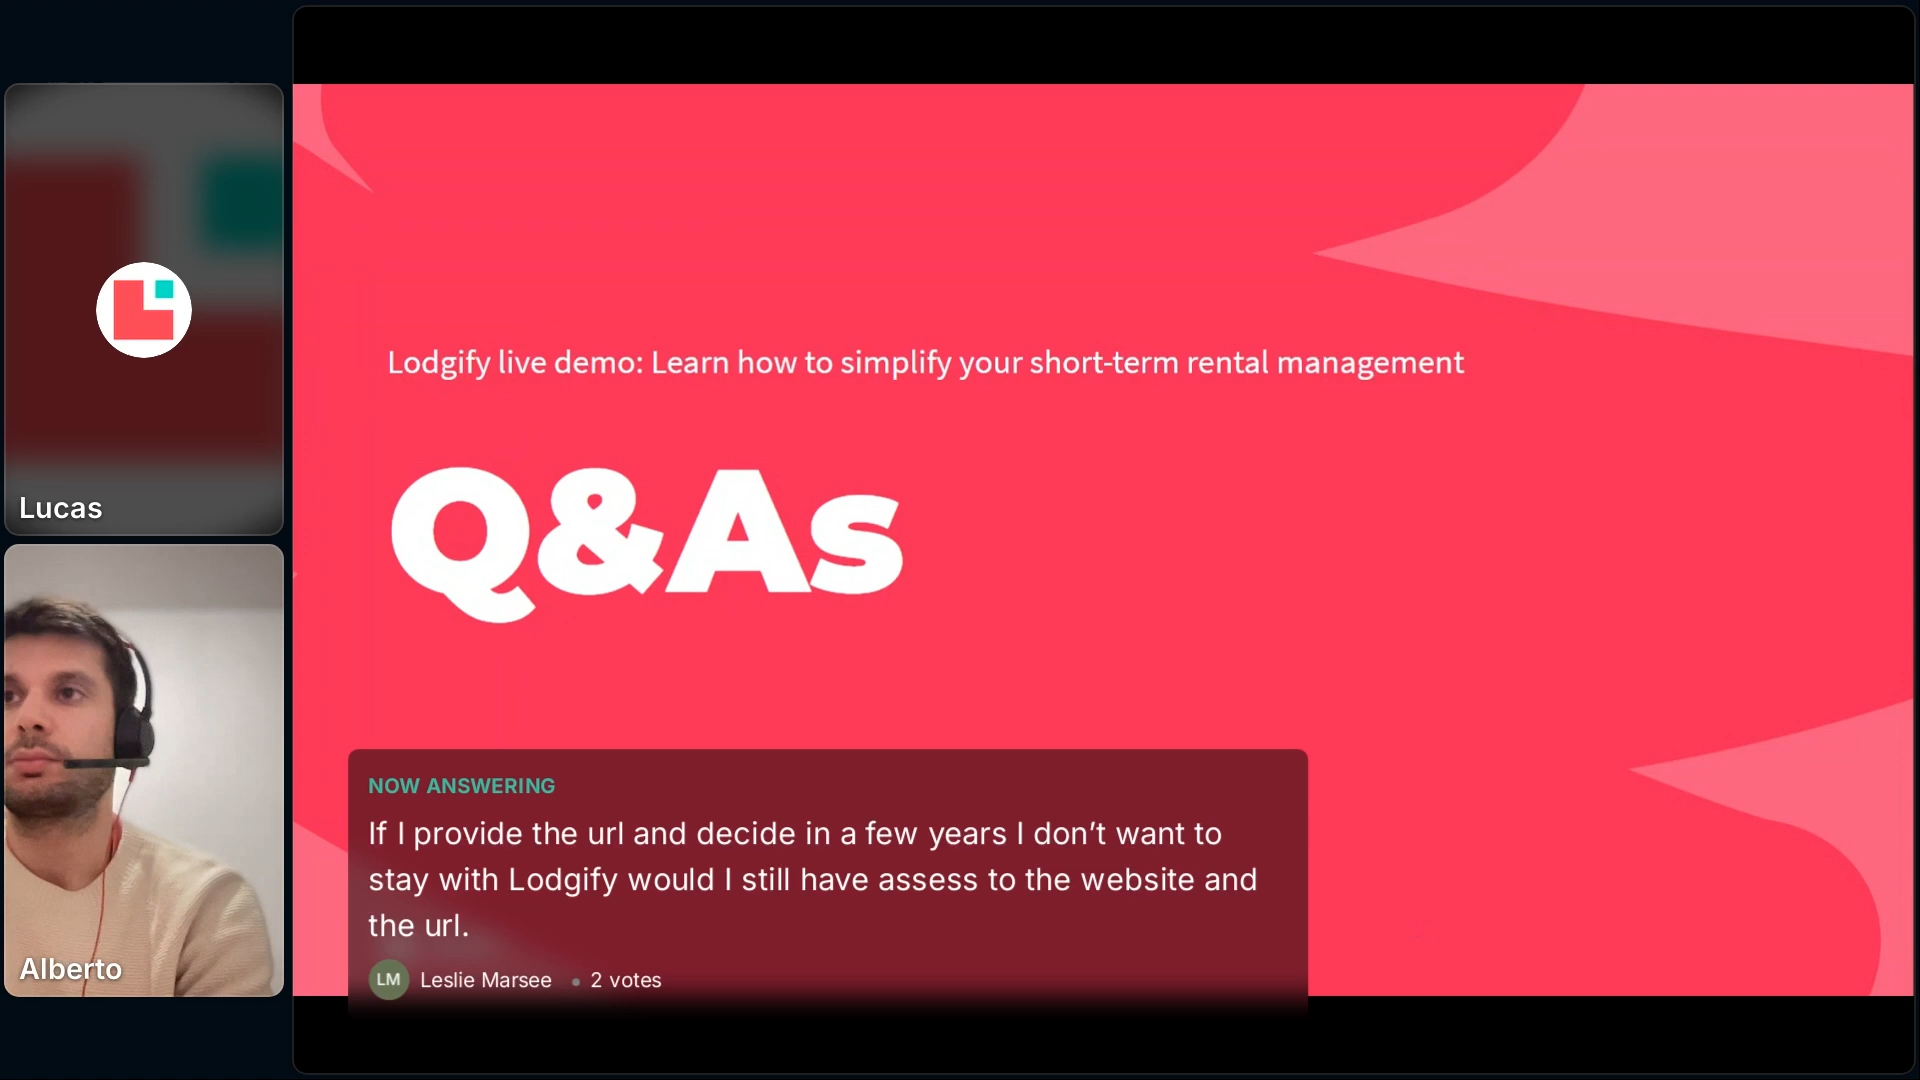 Lucas
Alberto
Lodgify live demo: Learn how to simplify your short-term rental management
Q&As
NOW ANSWERING
If I provide the url and decide in a few years I don’t want to
stay with Lodgify would I still have assess to the website and
the url.
LM Leslie Marsee • 2 votes